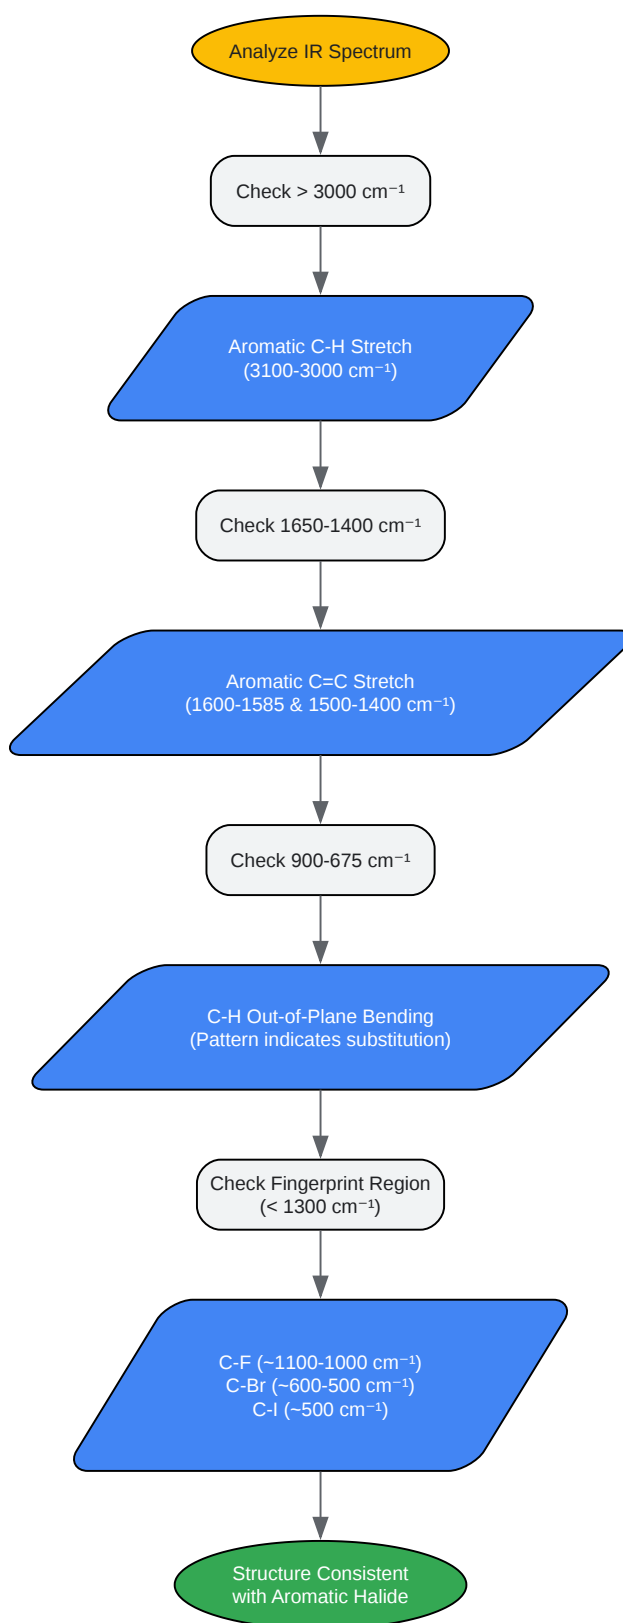 Analyze IR Spectrum
Check > 3000 cm⁻¹
Aromatic C-H Stretch
(3100-3000 cm⁻¹)
Check 1650-1400 cm⁻¹
Aromatic C=C Stretch
(1600-1585 & 1500-1400 cm⁻¹)
Check 900-675 cm⁻¹
C-H Out-of-Plane Bending
(Pattern indicates substitution)
Check Fingerprint Region
(< 1300 cm⁻¹)
C-F (~1100-1000 cm⁻¹)
C-Br (~600-500 cm⁻¹)
C-I (~500 cm⁻¹)
Structure Consistent
with Aromatic Halide